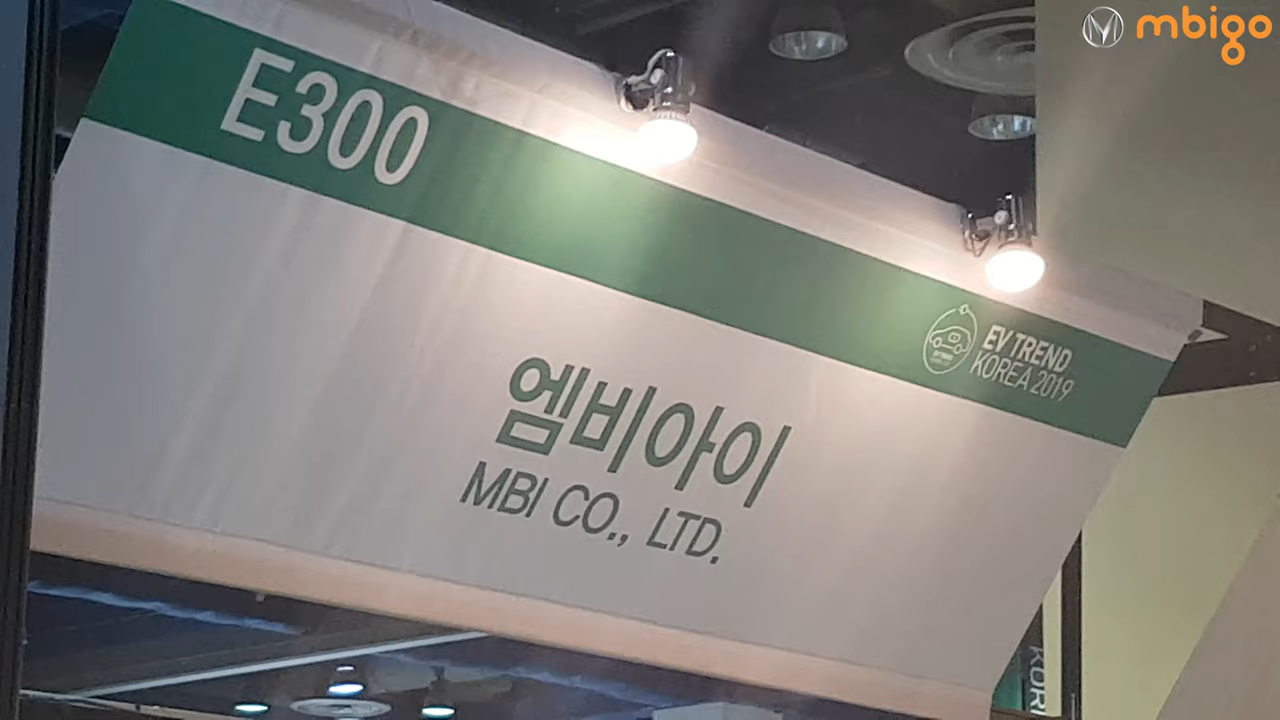 mbigo
E300
EV TREND
KOREA 2019
엠비아이
MBI CO., LTD.